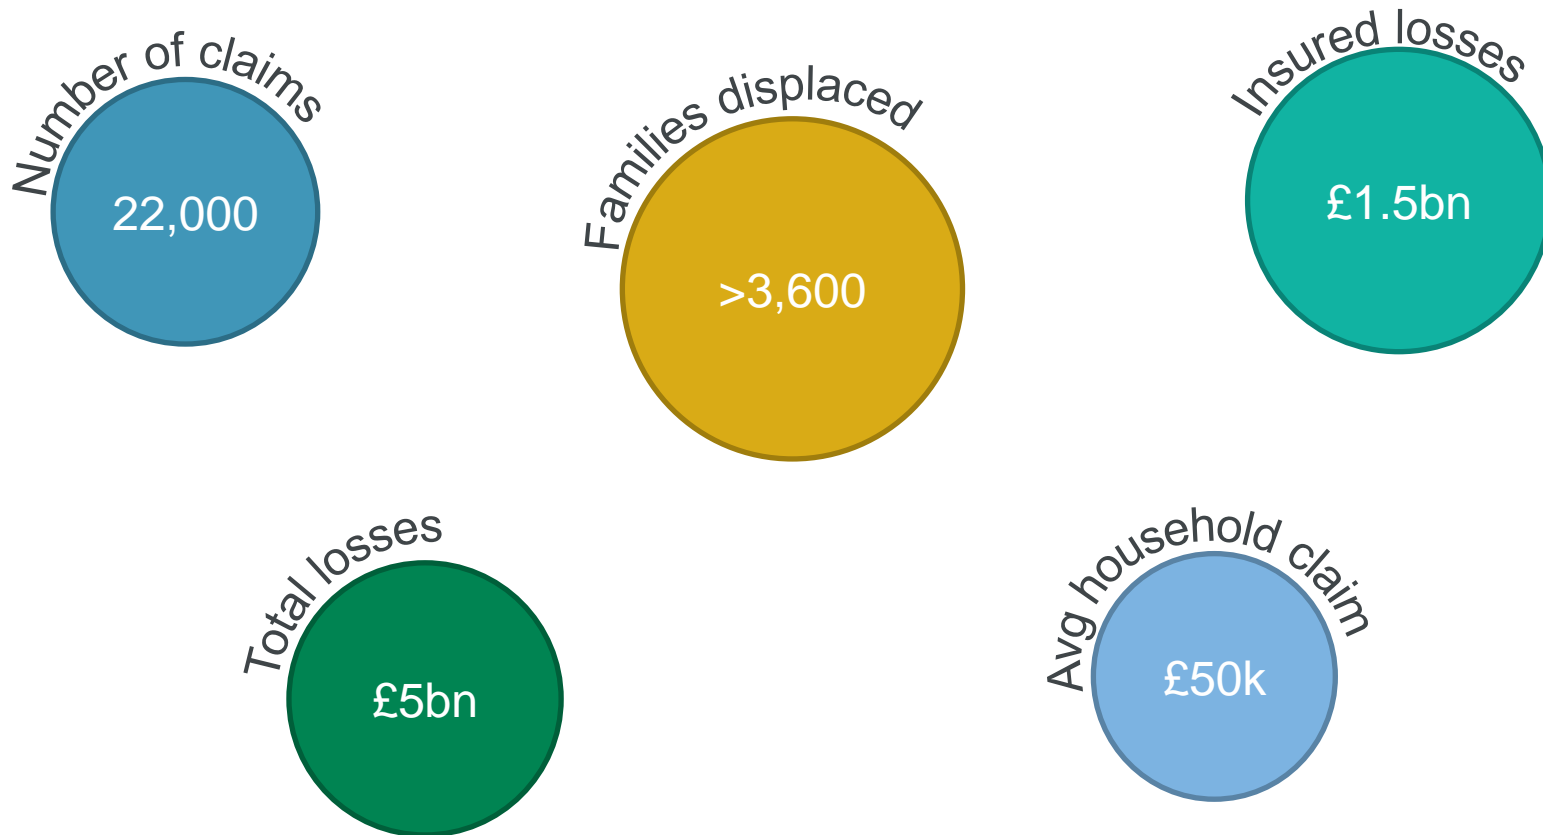 Number of claims
22,000
Families displaced
>3,600
Insured losses
£1.5bn
Total losses
£5bn
Avg household claim
£50k